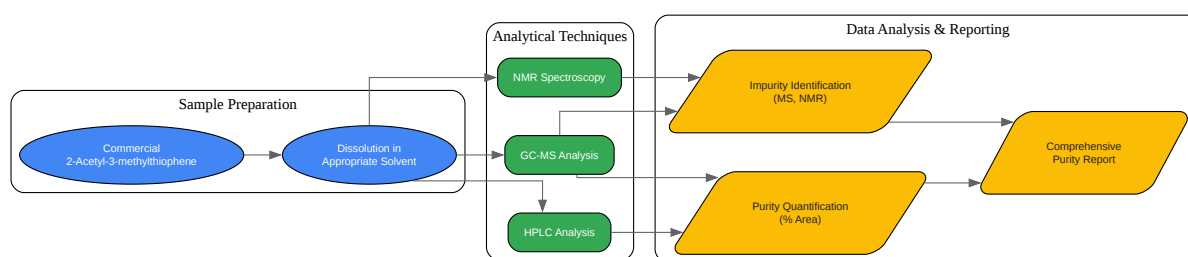 Sample Preparation
Commercial
2-Acetyl-3-methylthiophene
Dissolution in
Appropriate Solvent
Analytical Techniques
NMR Spectroscopy
GC-MS Analysis
HPLC Analysis
Data Analysis & Reporting
Impurity Identification
(MS, NMR)
Purity Quantification
(% Area)
Comprehensive
Purity Report